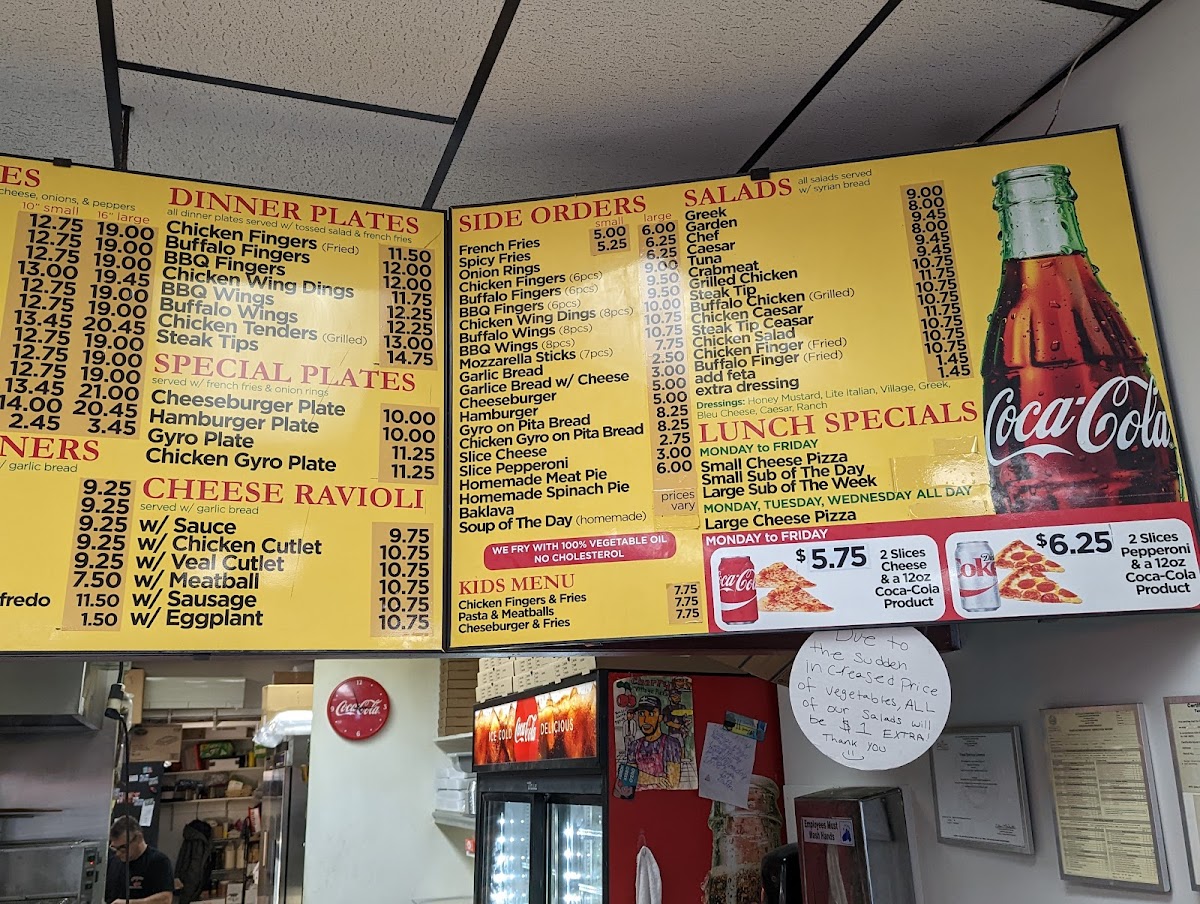 ES
cheese, onions, & peppers
10" small 16" large
12.75 19.00
12.75 19.00
12.75 19.00
13.00 19.45
12.75 19.00
12.75 19.00
13.45 20.45
12.75 19.00
12.75 19.00
12.75 19.00
13.45 21.00
14.00 20.45
2.45 3.45
NERS
/ garlic bread
9.25
9.25
9.25
9.25
9.25
7.50
fredo 11.50
1.50
DINNER PLATES
all dinner plates served w/ tossed salad & french fries
Chicken Fingers (Fried)
Buffalo Fingers
BBQ Fingers
Chicken Wing Dings
BBQ Wings
Buffalo Wings
Chicken Tenders (Grilled)
Steak Tips
11.50
12.00
12.00
11.75
12.25
12.25
13.00
14.75
SPECIAL PLATES
served w/ french fries & onion rings
Cheeseburger Plate
Hamburger Plate
Gyro Plate
Chicken Gyro Plate
10.00
10.00
11.25
11.25
CHEESE RAVIOLI
served w/ garlic bread
w/ Sauce
w/ Chicken Cutlet
w/ Veal Cutlet
w/ Meatball
w/ Sausage
w/ Eggplant
9.75
10.75
10.75
10.75
10.75
10.75
SIDE ORDERS
small large
French Fries
Spicy Fries
Onion Rings
Chicken Fingers (6pcs)
Buffalo Fingers (6pcs)
BBQ Fingers (6pcs)
Chicken Wing Dings (8pcs)
Buffalo Wings (8pcs)
BBQ Wings (8pcs)
Mozzarella Sticks (7pcs)
Garlic Bread
Garlice Bread w/ Cheese
Cheeseburger
Hamburger
Gyro on Pita Bread
Chicken Gyro on Pita Bread
Slice Cheese
Slice Pepperoni
Homemade Meat Pie
Homemade Spinach Pie
Baklava
Soup of The Day (homemade)
5.00 6.00
5.25 6.25
6.25
9.00
9.50
9.50
10.00
10.75
10.75
7.75
2.50
3.00
5.00
5.00
8.25
8.25
2.75
3.00
6.00
prices
vary
WE FRY WITH 100% VEGETABLE OIL
NO CHOLESTEROL
KIDS MENU
Chicken Fingers & Fries
Pasta & Meatballs
Cheseburger & Fries
7.75
7.75
7.75
SALADS all salads served
w/ syrian bread
Greek
Garden
Chef
Caesar
Tuna
Crabmeat
Grilled Chicken
Steak Tip
Buffalo Chicken (Grilled)
Chicken Caesar
Steak Tip Ceasar
Chicken Salad
Chicken Finger (Fried)
Buffalo Finger (Fried)
add feta
extra dressing
9.00
8.00
9.45
8.00
9.45
9.45
10.75
11.75
10.75
10.75
11.75
10.75
10.75
10.75
1.45
Dressings: Honey Mustard, Lite Italian, Village, Greek,
Bleu Cheese, Caesar, Ranch
LUNCH SPECIALS
MONDAY to FRIDAY
Small Cheese Pizza
Small Sub of The Day
Large Sub of The Week
MONDAY, TUESDAY, WEDNESDAY ALL DAY
Large Cheese Pizza
MONDAY to FRIDAY
$5.75
2 Slices
Cheese
& a 12oz
Coca-Cola
Product
$6.25
2 Slices
Pepperoni
& a 12oz
Coca-Cola
Product
Coca-Cola
Due to
the sudden
increased price
of vegetables, ALL
of our Salads will
be $1 EXTRA!
Thank you
Coca-Cola
ICE COLD Coca-Cola DELICIOUS
Employees Must
Wash Hands